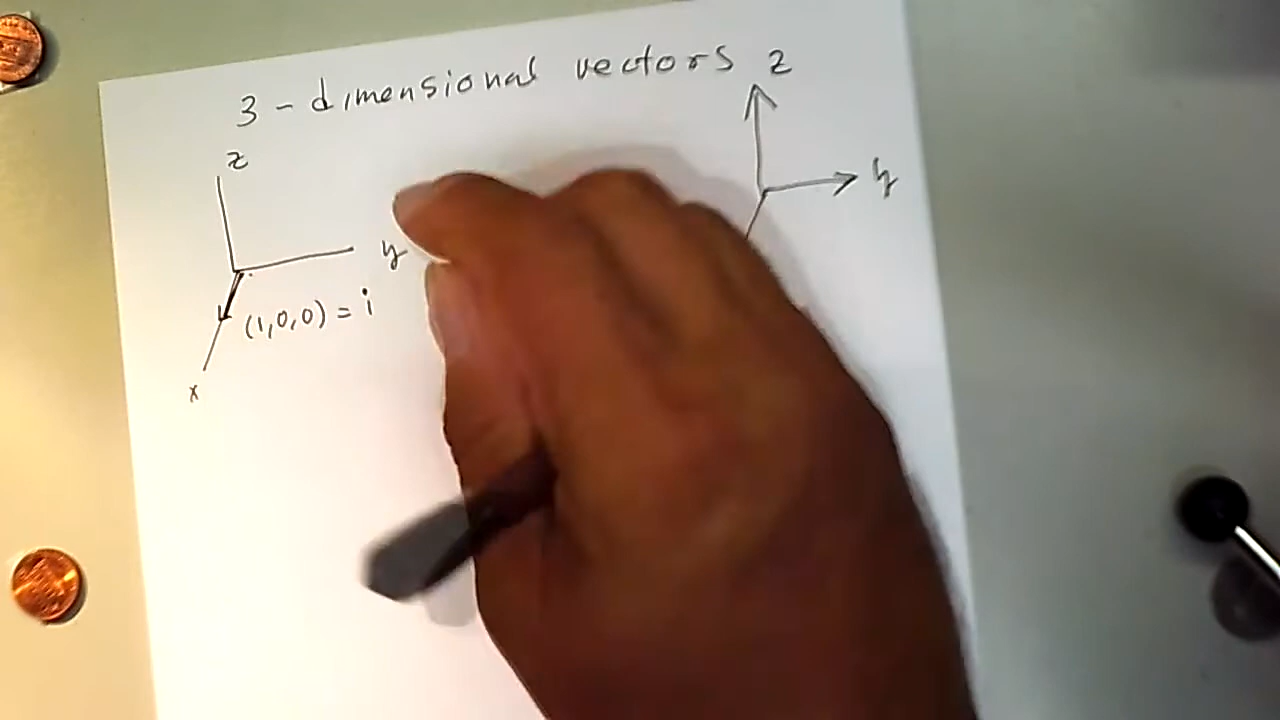 3 - dimensional vectors
z
z
y
y
(1,0,0) = i
x